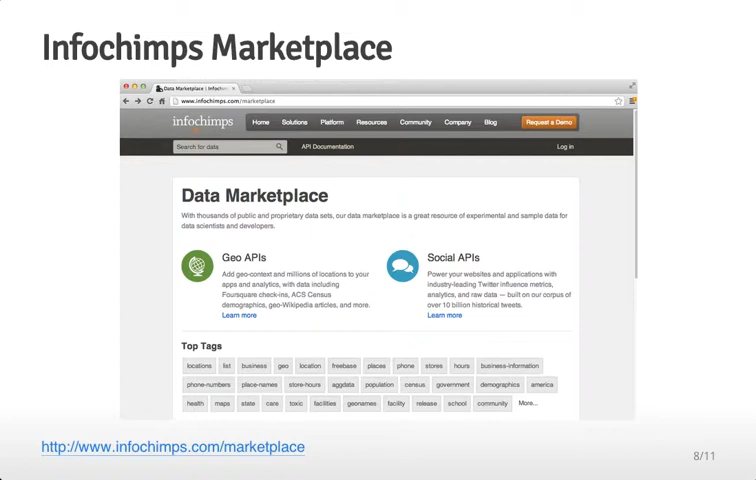 Infochimps Marketplace
Data Marketplace | Infochim
www.infochimps.com/marketplace
infochimps
Home Solutions Platform Resources Community Company Blog Request a Demo
Search for data API Documentation Log in
Data Marketplace
With thousands of public and proprietary data sets, our data marketplace is a great resource of experimental and sample data for
data scientists and developers.
Geo APIs
Add geo-context and millions of locations to your
apps and analytics, with data including
Foursquare check-ins, ACS Census
demographics, geo-Wikipedia articles, and more.
Learn more
Social APIs
Power your websites and applications with
industry-leading Twitter influence metrics,
analytics, and raw data — built on our corpus of
over 10 billion historical tweets.
Learn more
Top Tags
locations list business geo location freebase places phone stores hours business-information
phone-numbers place-names store-hours aggdata population census government demographics america
health maps state care toxic facilities geonames facility release school community More...
http://www.infochimps.com/marketplace
8/11